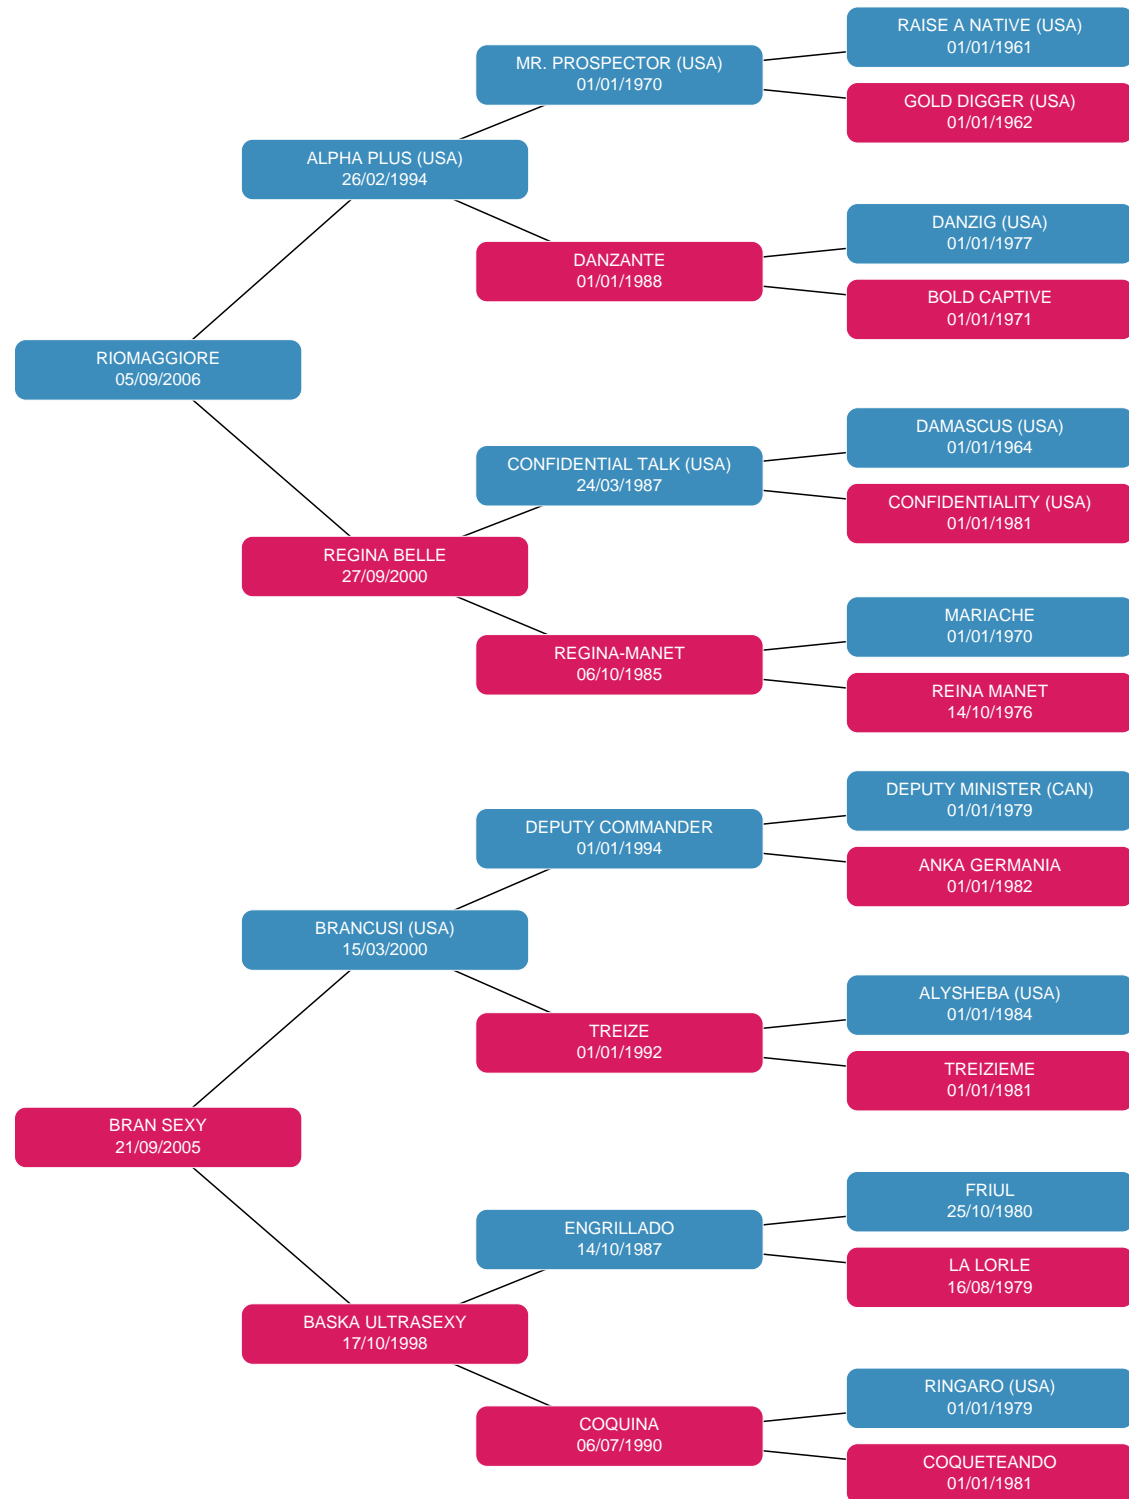 RAISE A NATIVE (USA)
01/01/1961
MR. PROSPECTOR (USA)
01/01/1970
GOLD DIGGER (USA)
01/01/1962
ALPHA PLUS (USA)
26/02/1994
DANZIG (USA)
01/01/1977
DANZANTE
01/01/1988
BOLD CAPTIVE
01/01/1971
RIOMAGGIORE
05/09/2006
DAMASCUS (USA)
01/01/1964
CONFIDENTIAL TALK (USA)
24/03/1987
CONFIDENTIALITY (USA)
01/01/1981
REGINA BELLE
27/09/2000
MARIACHE
01/01/1970
REGINA-MANET
06/10/1985
REINA MANET
14/10/1976
DEPUTY MINISTER (CAN)
01/01/1979
DEPUTY COMMANDER
01/01/1994
ANKA GERMANIA
01/01/1982
BRANCUSI (USA)
15/03/2000
ALYSHEBA (USA)
01/01/1984
TREIZE
01/01/1992
TREIZIEME
01/01/1981
BRAN SEXY
21/09/2005
FRIUL
25/10/1980
ENGRILLADO
14/10/1987
LA LORLE
16/08/1979
BASKA ULTRASEXY
17/10/1998
RINGARO (USA)
01/01/1979
COQUINA
06/07/1990
COQUETEANDO
01/01/1981